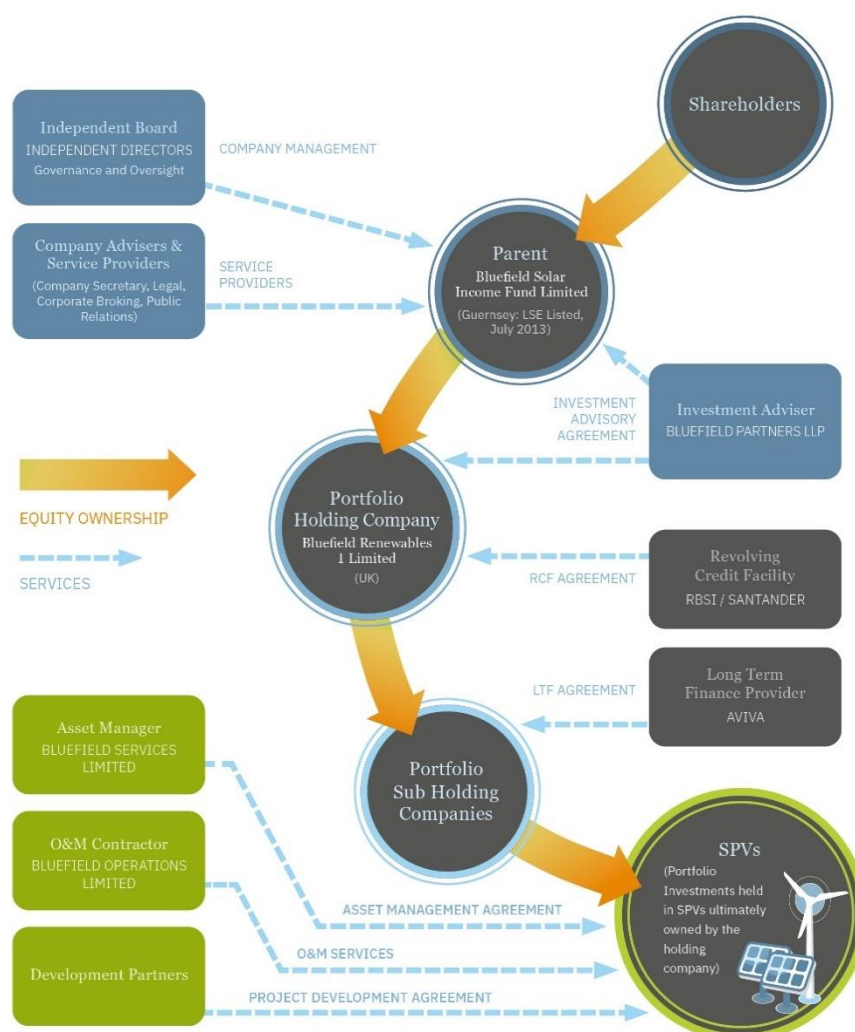 Shareholders
Independent Board
INDEPENDENT DIRECTORS
Governance and Oversight
COMPANY MANAGEMENT
Company Advisers &
Service Providers
(Company Secretary, Legal,
Corporate Broking, Public
Relations)
SERVICE
PROVIDERS
Parent
Bluefield Solar
Income Fund Limited
(Guernsey: LSE Listed,
July 2013)
INVESTMENT
ADVISORY
AGREEMENT
Investment Adviser
BLUEFIELD PARTNERS LLP
EQUITY OWNERSHIP
SERVICES
Portfolio
Holding Company
Bluefield Renewables
1 Limited
(UK)
RCF AGREEMENT
Revolving
Credit Facility
RBSI / SANTANDER
LTF AGREEMENT
Long Term
Finance Provider
AVIVA
Asset Manager
BLUEFIELD SERVICES
LIMITED
Portfolio
Sub Holding
Companies
O&M Contractor
BLUEFIELD OPERATIONS
LIMITED
SPVs
(Portfolio
Investments held
in SPVs ultimately
owned by the
holding
company)
ASSET MANAGEMENT AGREEMENT
O&M SERVICES
Development Partners
PROJECT DEVELOPMENT AGREEMENT